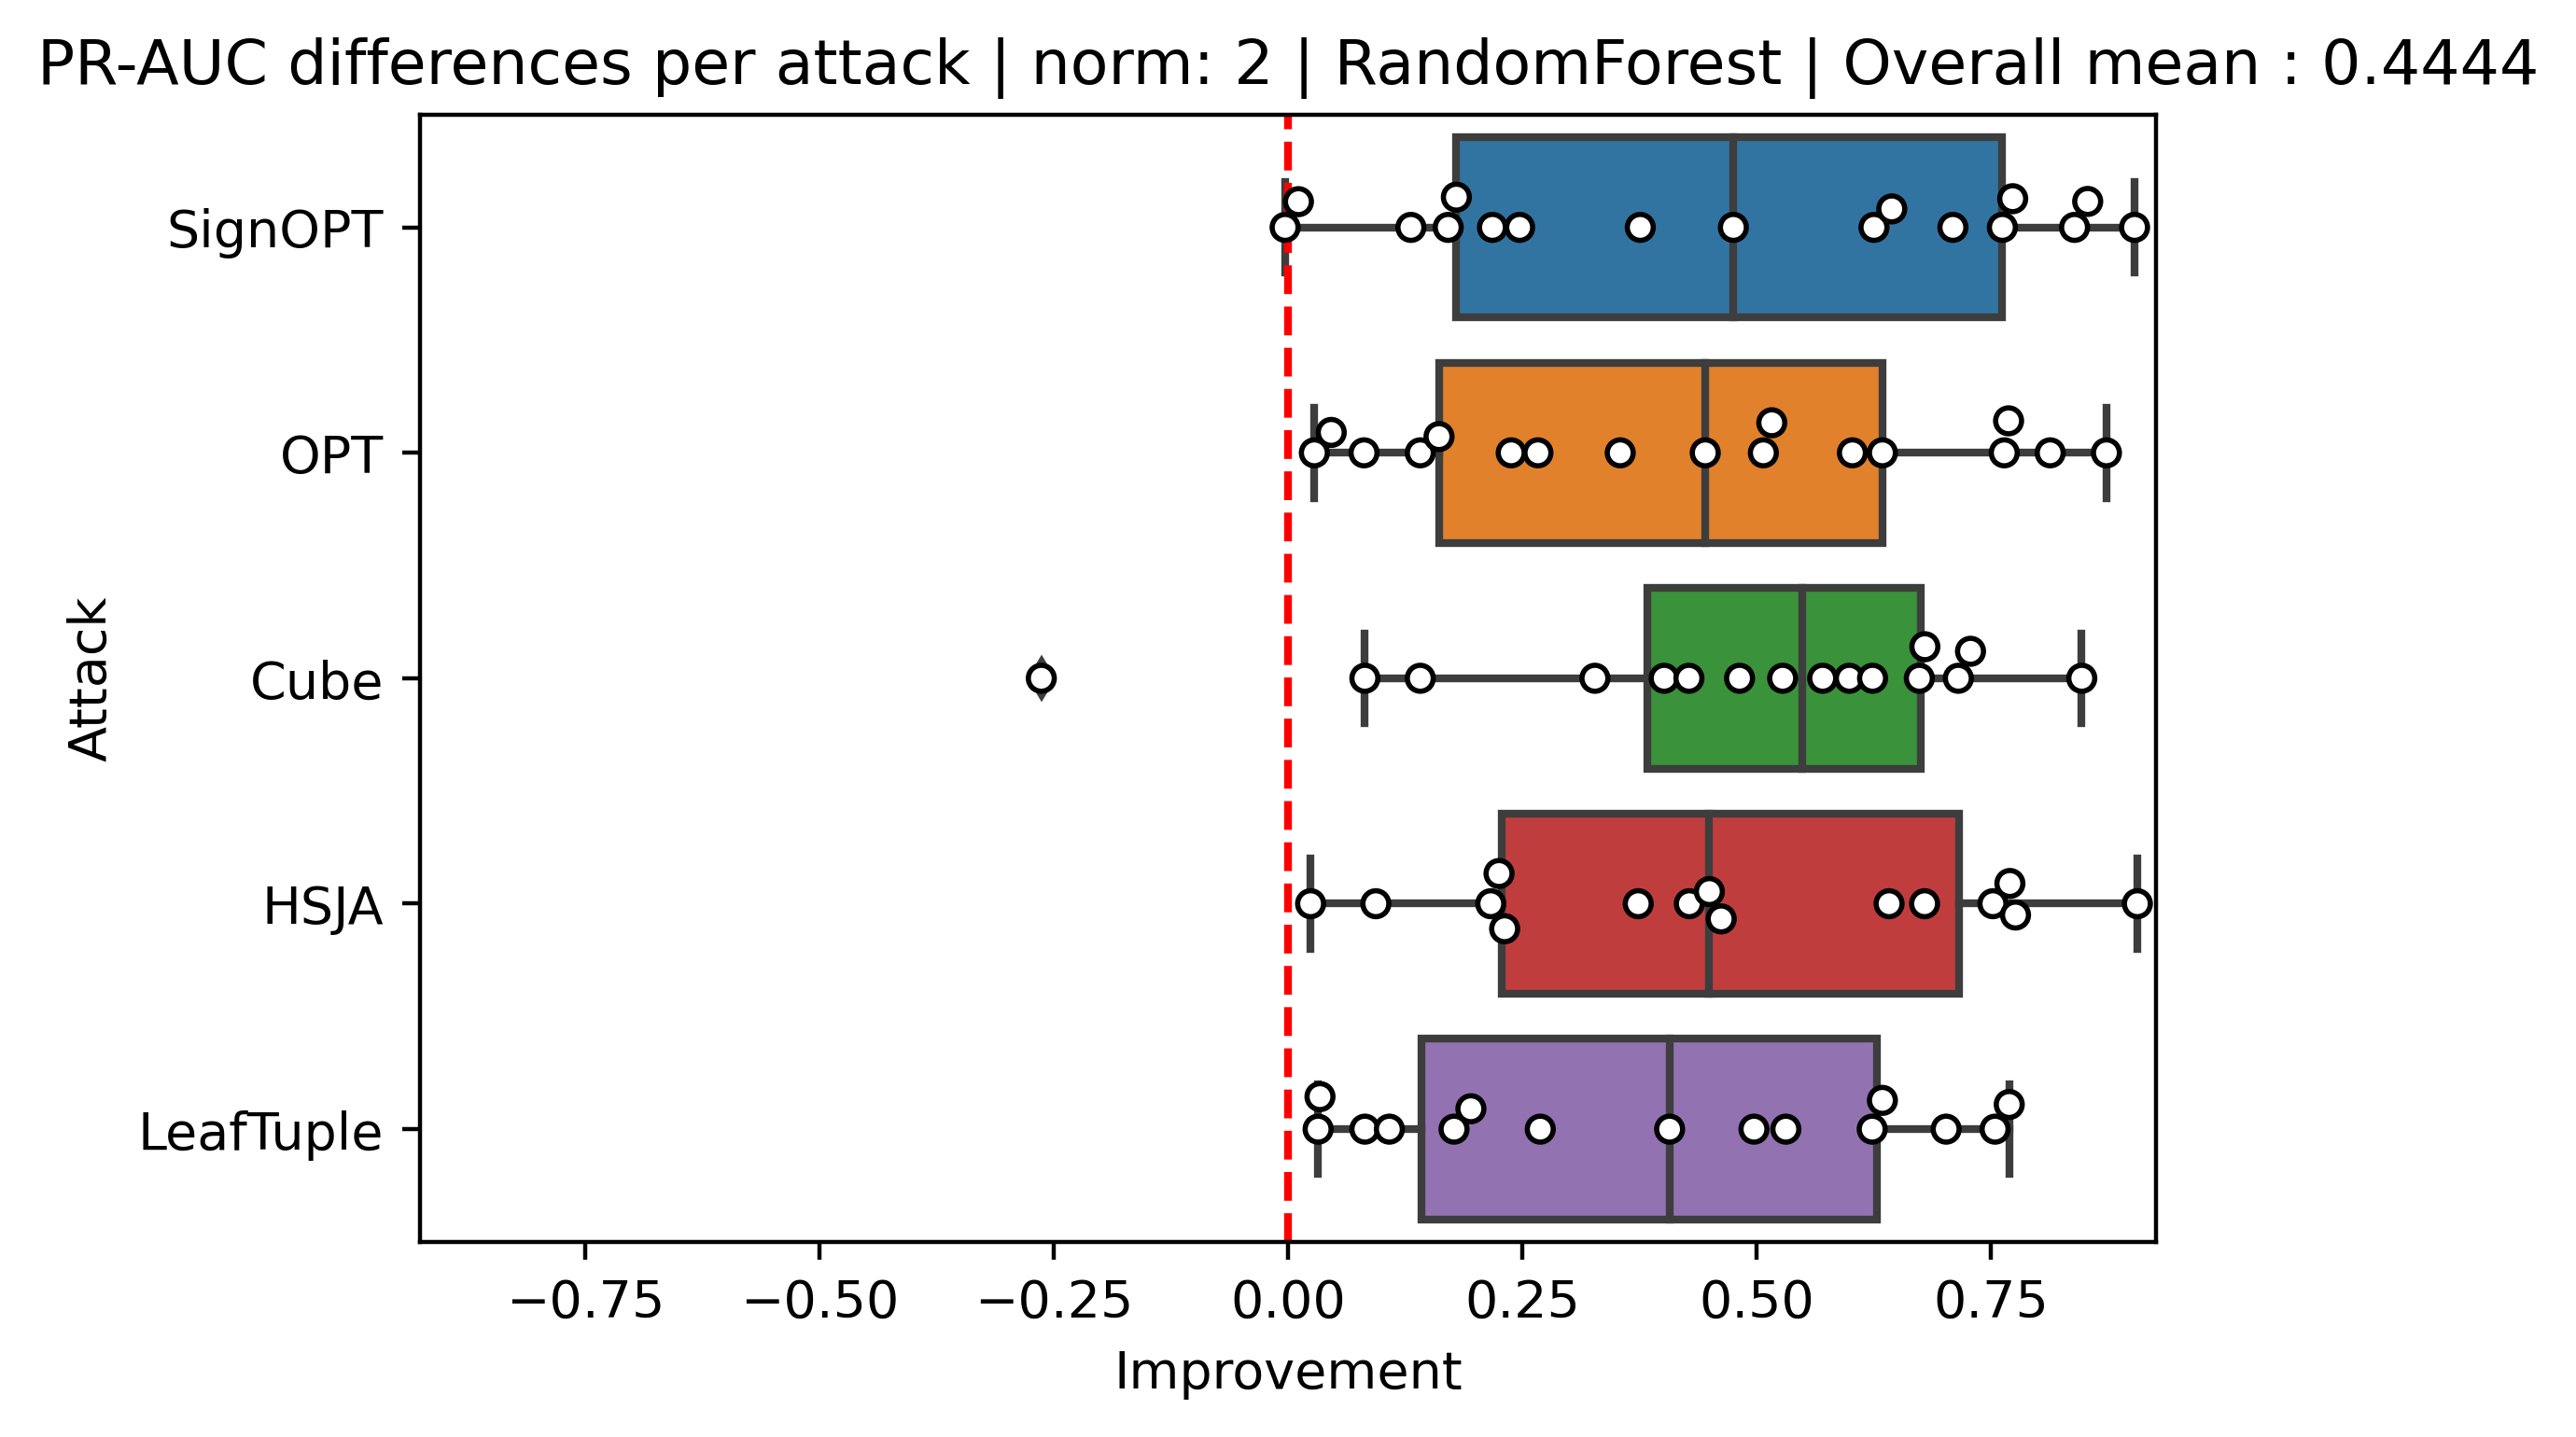 PR-AUC differences per attack | norm: 2 | RandomForest | Overall mean : 0.4444
SignOPT
OPT
Cube
HSJA
LeafTuple
Attack
−0.75 −0.50 −0.25 0.00 0.25 0.50 0.75
Improvement